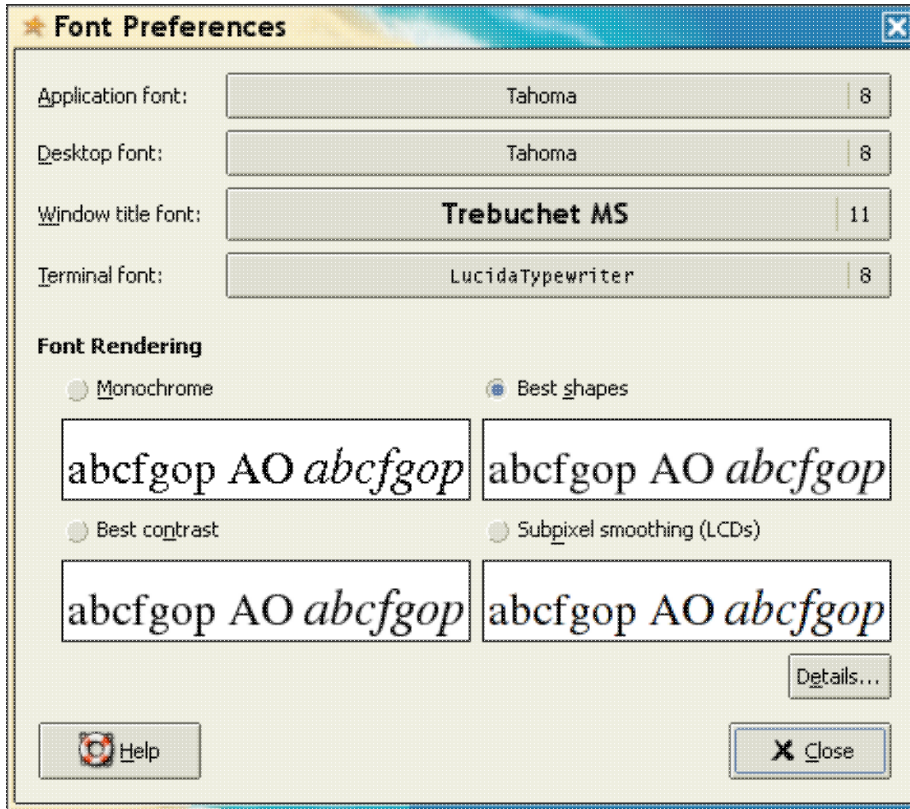 Font Preferences
Application font: Tahoma 8
Desktop font: Tahoma 8
Window title font: Trebuchet MS 11
Terminal font: LucidaTypewriter 8
Font Rendering
Monochrome Best shapes
abcfgop AO abcfgop abcfgop AO abcfgop
Best contrast Subpixel smoothing (LCDs)
abcfgop AO abcfgop abcfgop AO abcfgop
Details...
Help Close